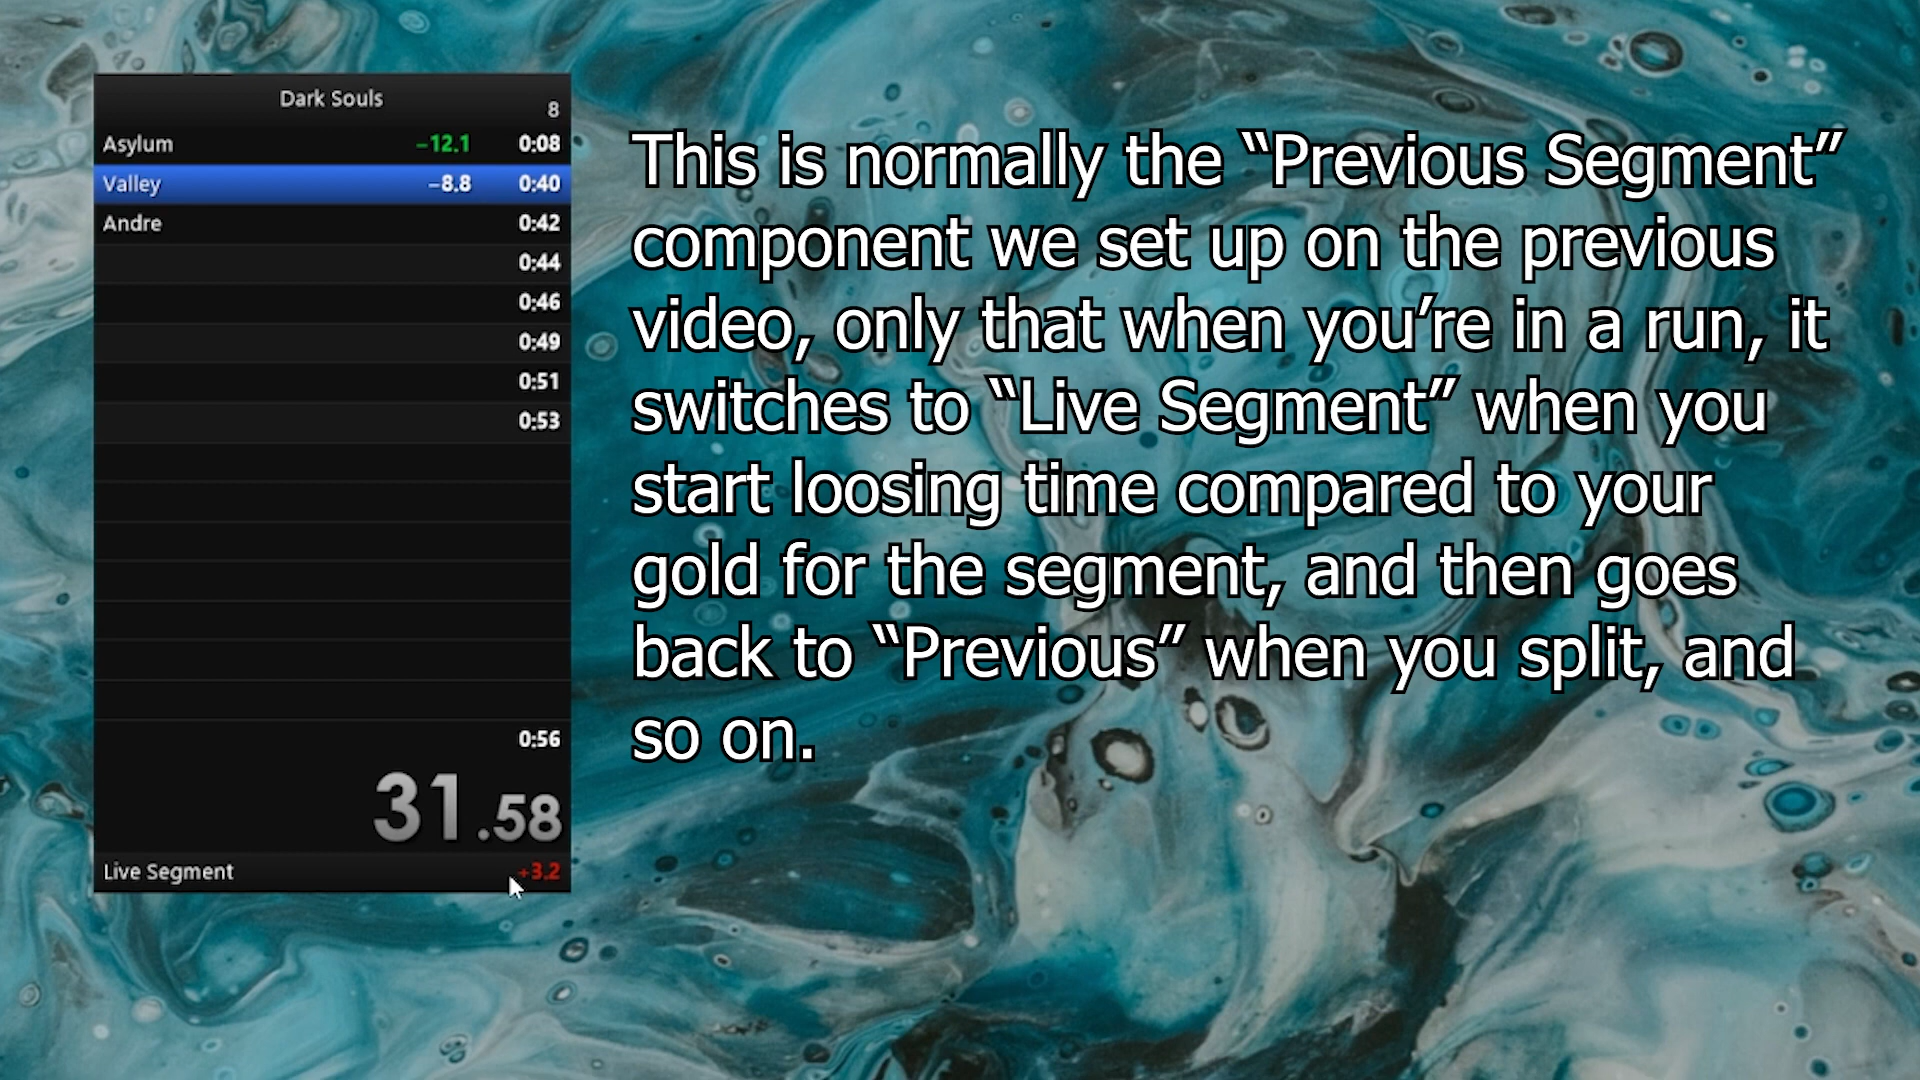 Dark Souls
8
Asylum −12.1 0:08
Valley −8.8 0:40
Andre 0:42
0:44
0:46
0:49
0:51
0:53
0:56
31.58
Live Segment +3.2
This is normally the “Previous Segment”
component we set up on the previous
video, only that when you’re in a run, it
switches to “Live Segment” when you
start loosing time compared to your
gold for the segment, and then goes
back to “Previous” when you split, and
so on.